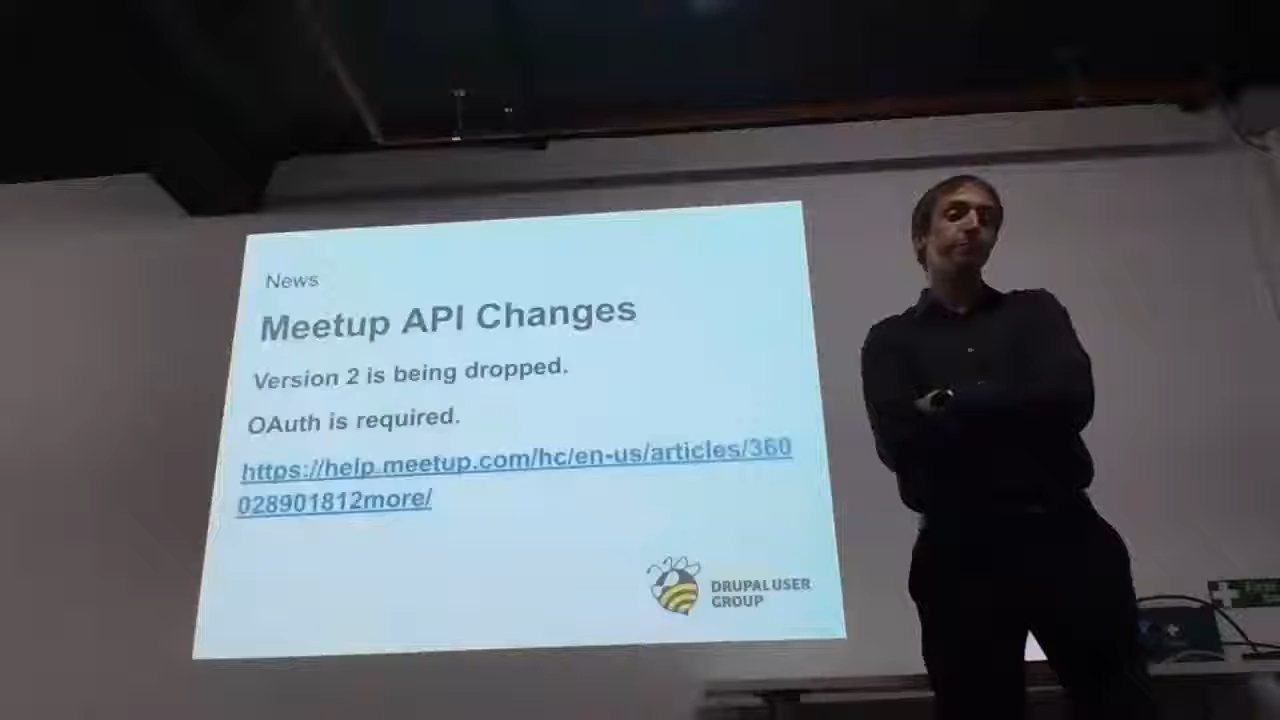 News
Meetup API Changes
Version 2 is being dropped.
OAuth is required.
https://help.meetup.com/hc/en-us/articles/360
028901812more/
DRUPAL USER
GROUP